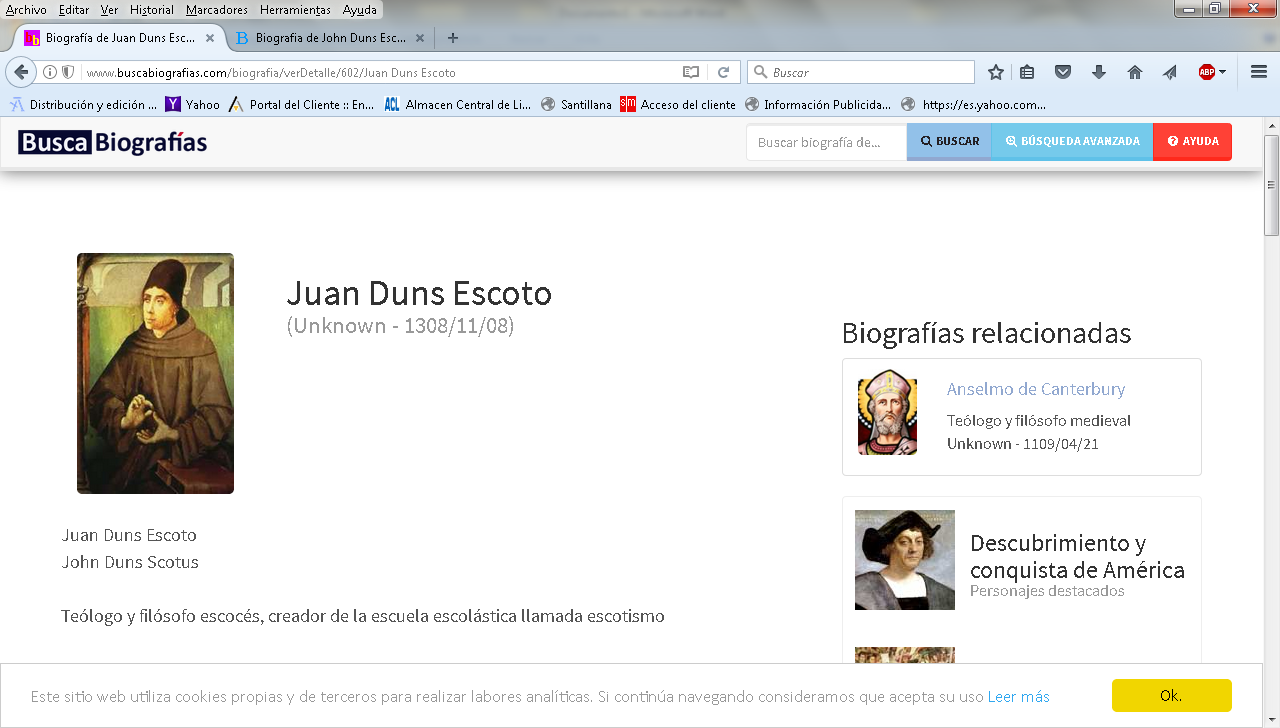 Archivo Editar Ver Historial Marcadores Herramientas Ayuda
Biografía de Juan Duns Esc... × Biografia de John Duns Esc... × +
www.buscabiografias.com/biografia/verDetalle/602/Juan Duns Escoto Buscar ABP
Distribución y edición ... Yahoo Portal del Cliente :: En... ACL Almacen Central de Li... Santillana sm Acceso del cliente Información Publicacio... https://es.yahoo.com...
BuscaBiografías Buscar biografía de... BUSCAR BÚSQUEDA AVANZADA AYUDA
Juan Duns Escoto
(Unknown - 1308/11/08)
Juan Duns Escoto
John Duns Scotus
Teólogo y filósofo escocés, creador de la escuela escolástica llamada escotismo
Biografías relacionadas
Anselmo de Canterbury
Teólogo y filósofo medieval
Unknown - 1109/04/21
Descubrimiento y
conquista de América
Personajes destacados
Este sitio web utiliza cookies propias y de terceros para realizar labores analíticas. Si continúa navegando consideramos que acepta su uso Leer más Ok.